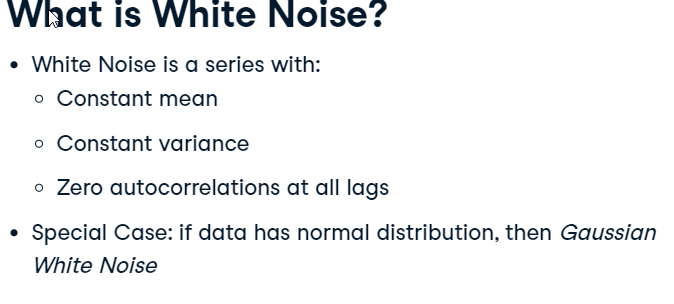 What is White Noise?
• White Noise is a series with:
○ Constant mean
○ Constant variance
○ Zero autocorrelations at all lags
• Special Case: if data has normal distribution, then Gaussian
White Noise